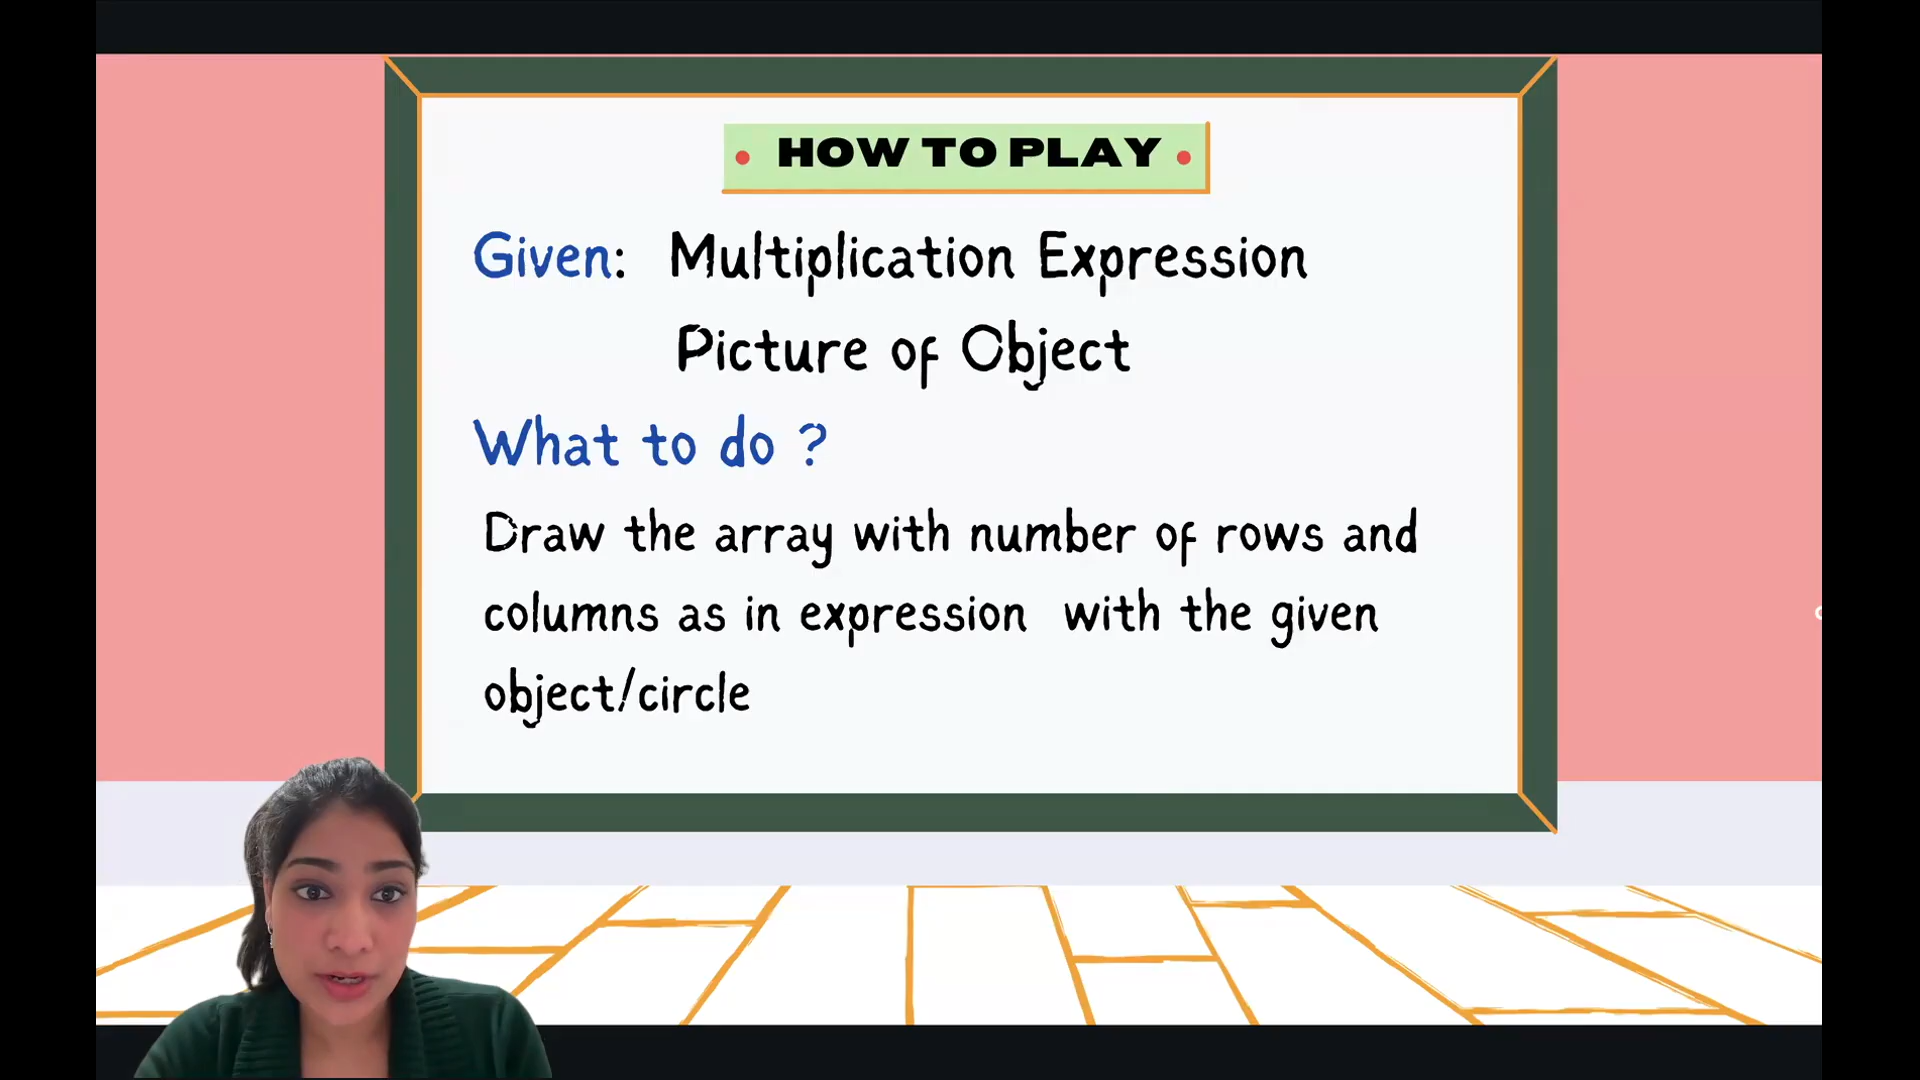 HOW TO PLAY
Given: Multiplication Expression
Picture of Object
What to do ?
Draw the array with number of rows and
columns as in expression with the given
object/circle